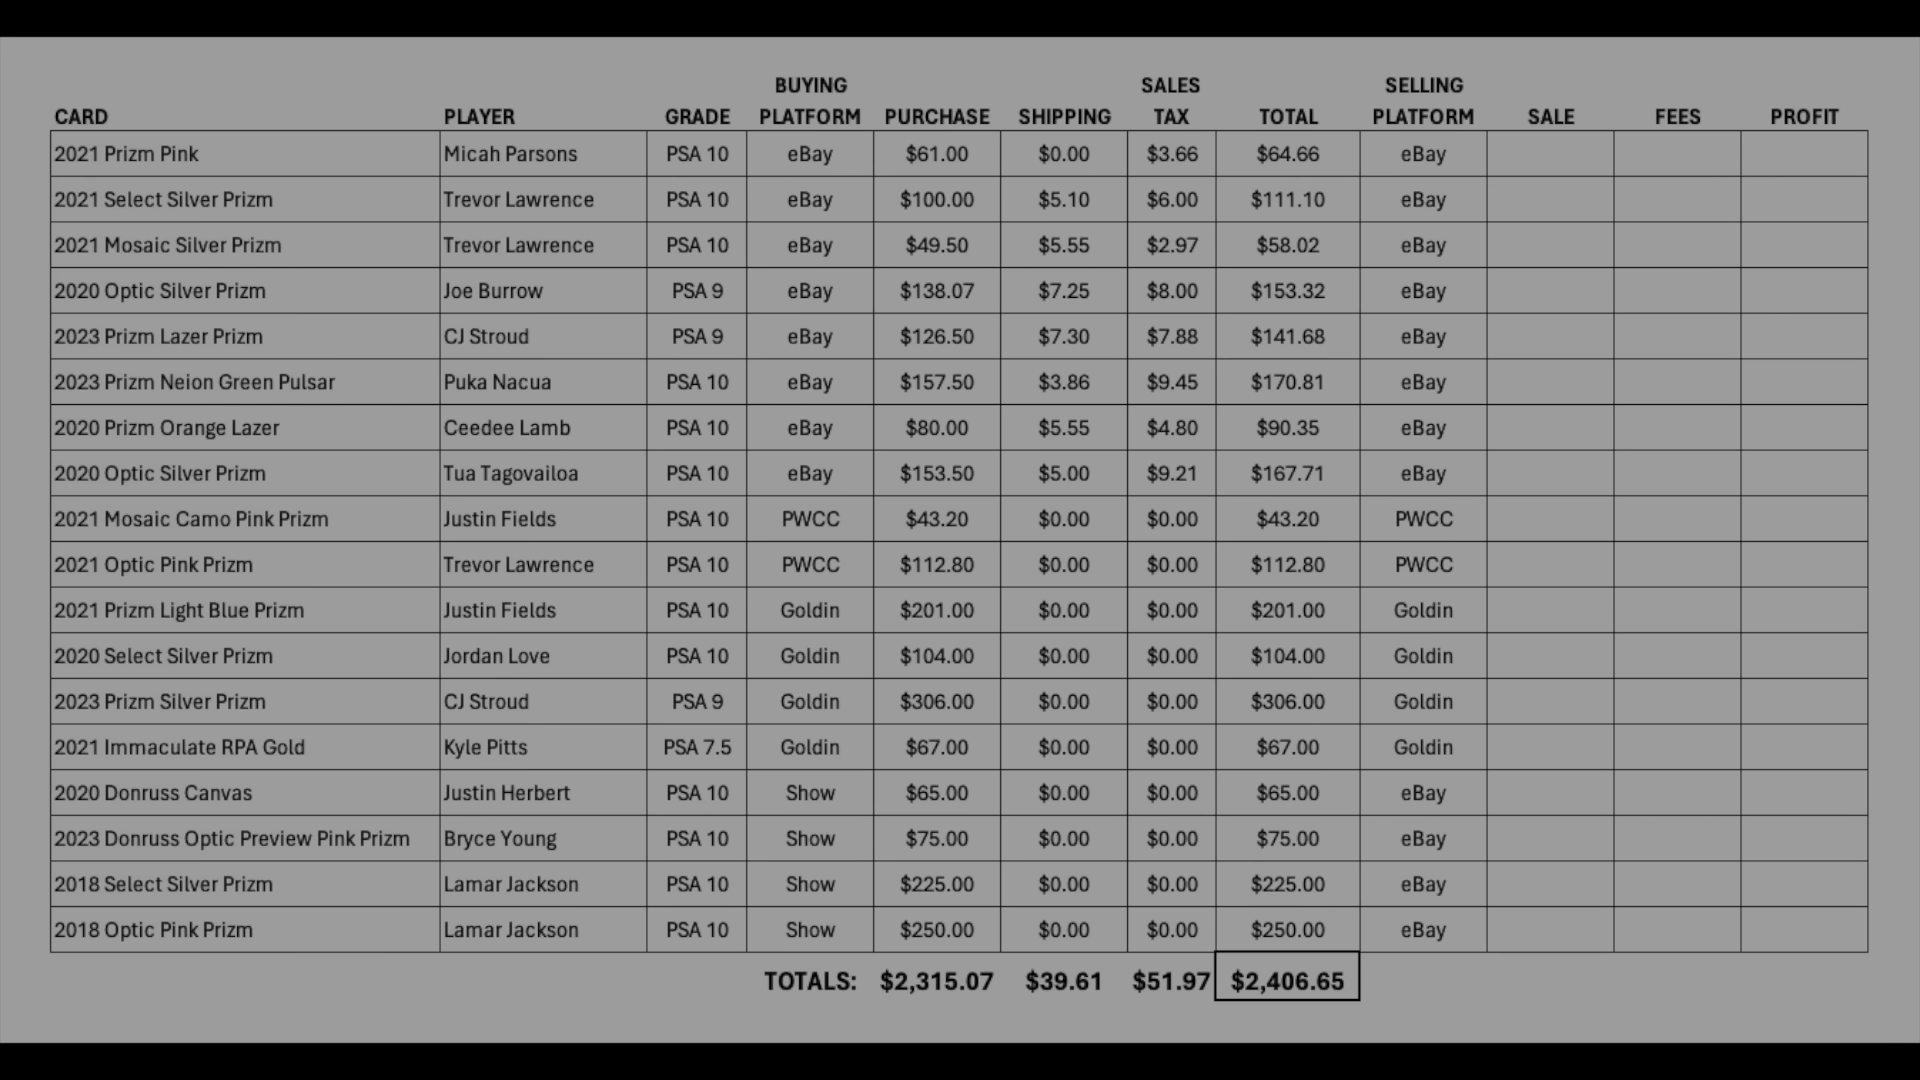 BUYING SALES SELLING
CARD PLAYER GRADE PLATFORM PURCHASE SHIPPING TAX TOTAL PLATFORM SALE FEES PROFIT
2021 Prizm Pink Micah Parsons PSA 10 eBay $61.00 $0.00 $3.66 $64.66 eBay
2021 Select Silver Prizm Trevor Lawrence PSA 10 eBay $100.00 $5.10 $6.00 $111.10 eBay
2021 Mosaic Silver Prizm Trevor Lawrence PSA 10 eBay $49.50 $5.55 $2.97 $58.02 eBay
2020 Optic Silver Prizm Joe Burrow PSA 9 eBay $138.07 $7.25 $8.00 $153.32 eBay
2023 Prizm Lazer Prizm CJ Stroud PSA 9 eBay $126.50 $7.30 $7.88 $141.68 eBay
2023 Prizm Neion Green Pulsar Puka Nacua PSA 10 eBay $157.50 $3.86 $9.45 $170.81 eBay
2020 Prizm Orange Lazer Ceedee Lamb PSA 10 eBay $80.00 $5.55 $4.80 $90.35 eBay
2020 Optic Silver Prizm Tua Tagovailoa PSA 10 eBay $153.50 $5.00 $9.21 $167.71 eBay
2021 Mosaic Camo Pink Prizm Justin Fields PSA 10 PWCC $43.20 $0.00 $0.00 $43.20 PWCC
2021 Optic Pink Prizm Trevor Lawrence PSA 10 PWCC $112.80 $0.00 $0.00 $112.80 PWCC
2021 Prizm Light Blue Prizm Justin Fields PSA 10 Goldin $201.00 $0.00 $0.00 $201.00 Goldin
2020 Select Silver Prizm Jordan Love PSA 10 Goldin $104.00 $0.00 $0.00 $104.00 Goldin
2023 Prizm Silver Prizm CJ Stroud PSA 9 Goldin $306.00 $0.00 $0.00 $306.00 Goldin
2021 Immaculate RPA Gold Kyle Pitts PSA 7.5 Goldin $67.00 $0.00 $0.00 $67.00 Goldin
2020 Donruss Canvas Justin Herbert PSA 10 Show $65.00 $0.00 $0.00 $65.00 eBay
2023 Donruss Optic Preview Pink Prizm Bryce Young PSA 10 Show $75.00 $0.00 $0.00 $75.00 eBay
2018 Select Silver Prizm Lamar Jackson PSA 10 Show $225.00 $0.00 $0.00 $225.00 eBay
2018 Optic Pink Prizm Lamar Jackson PSA 10 Show $250.00 $0.00 $0.00 $250.00 eBay
TOTALS: $2,315.07 $39.61 $51.97 $2,406.65